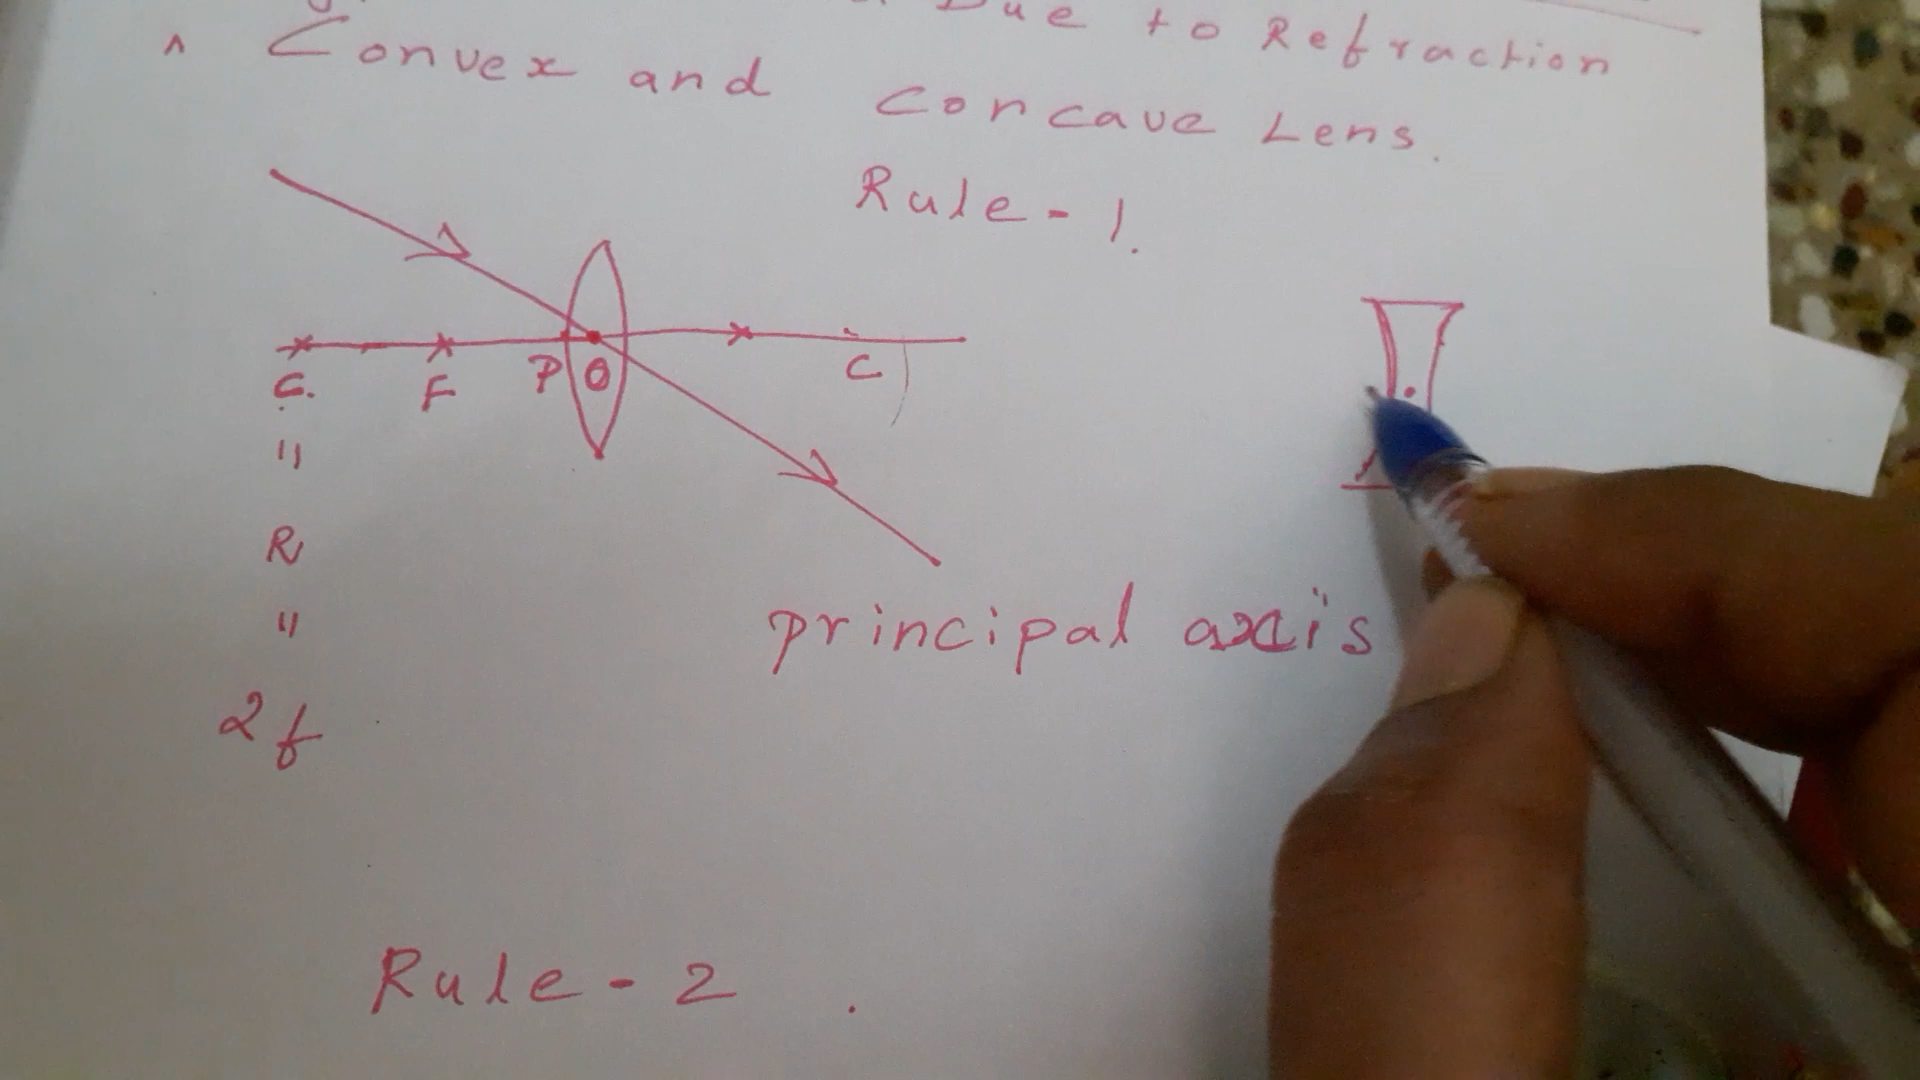 Due to Refraction
Convex and Concave Lens.
Rule - 1.
C. F P O C
"
R
"
2f
principal axis
Rule - 2 .